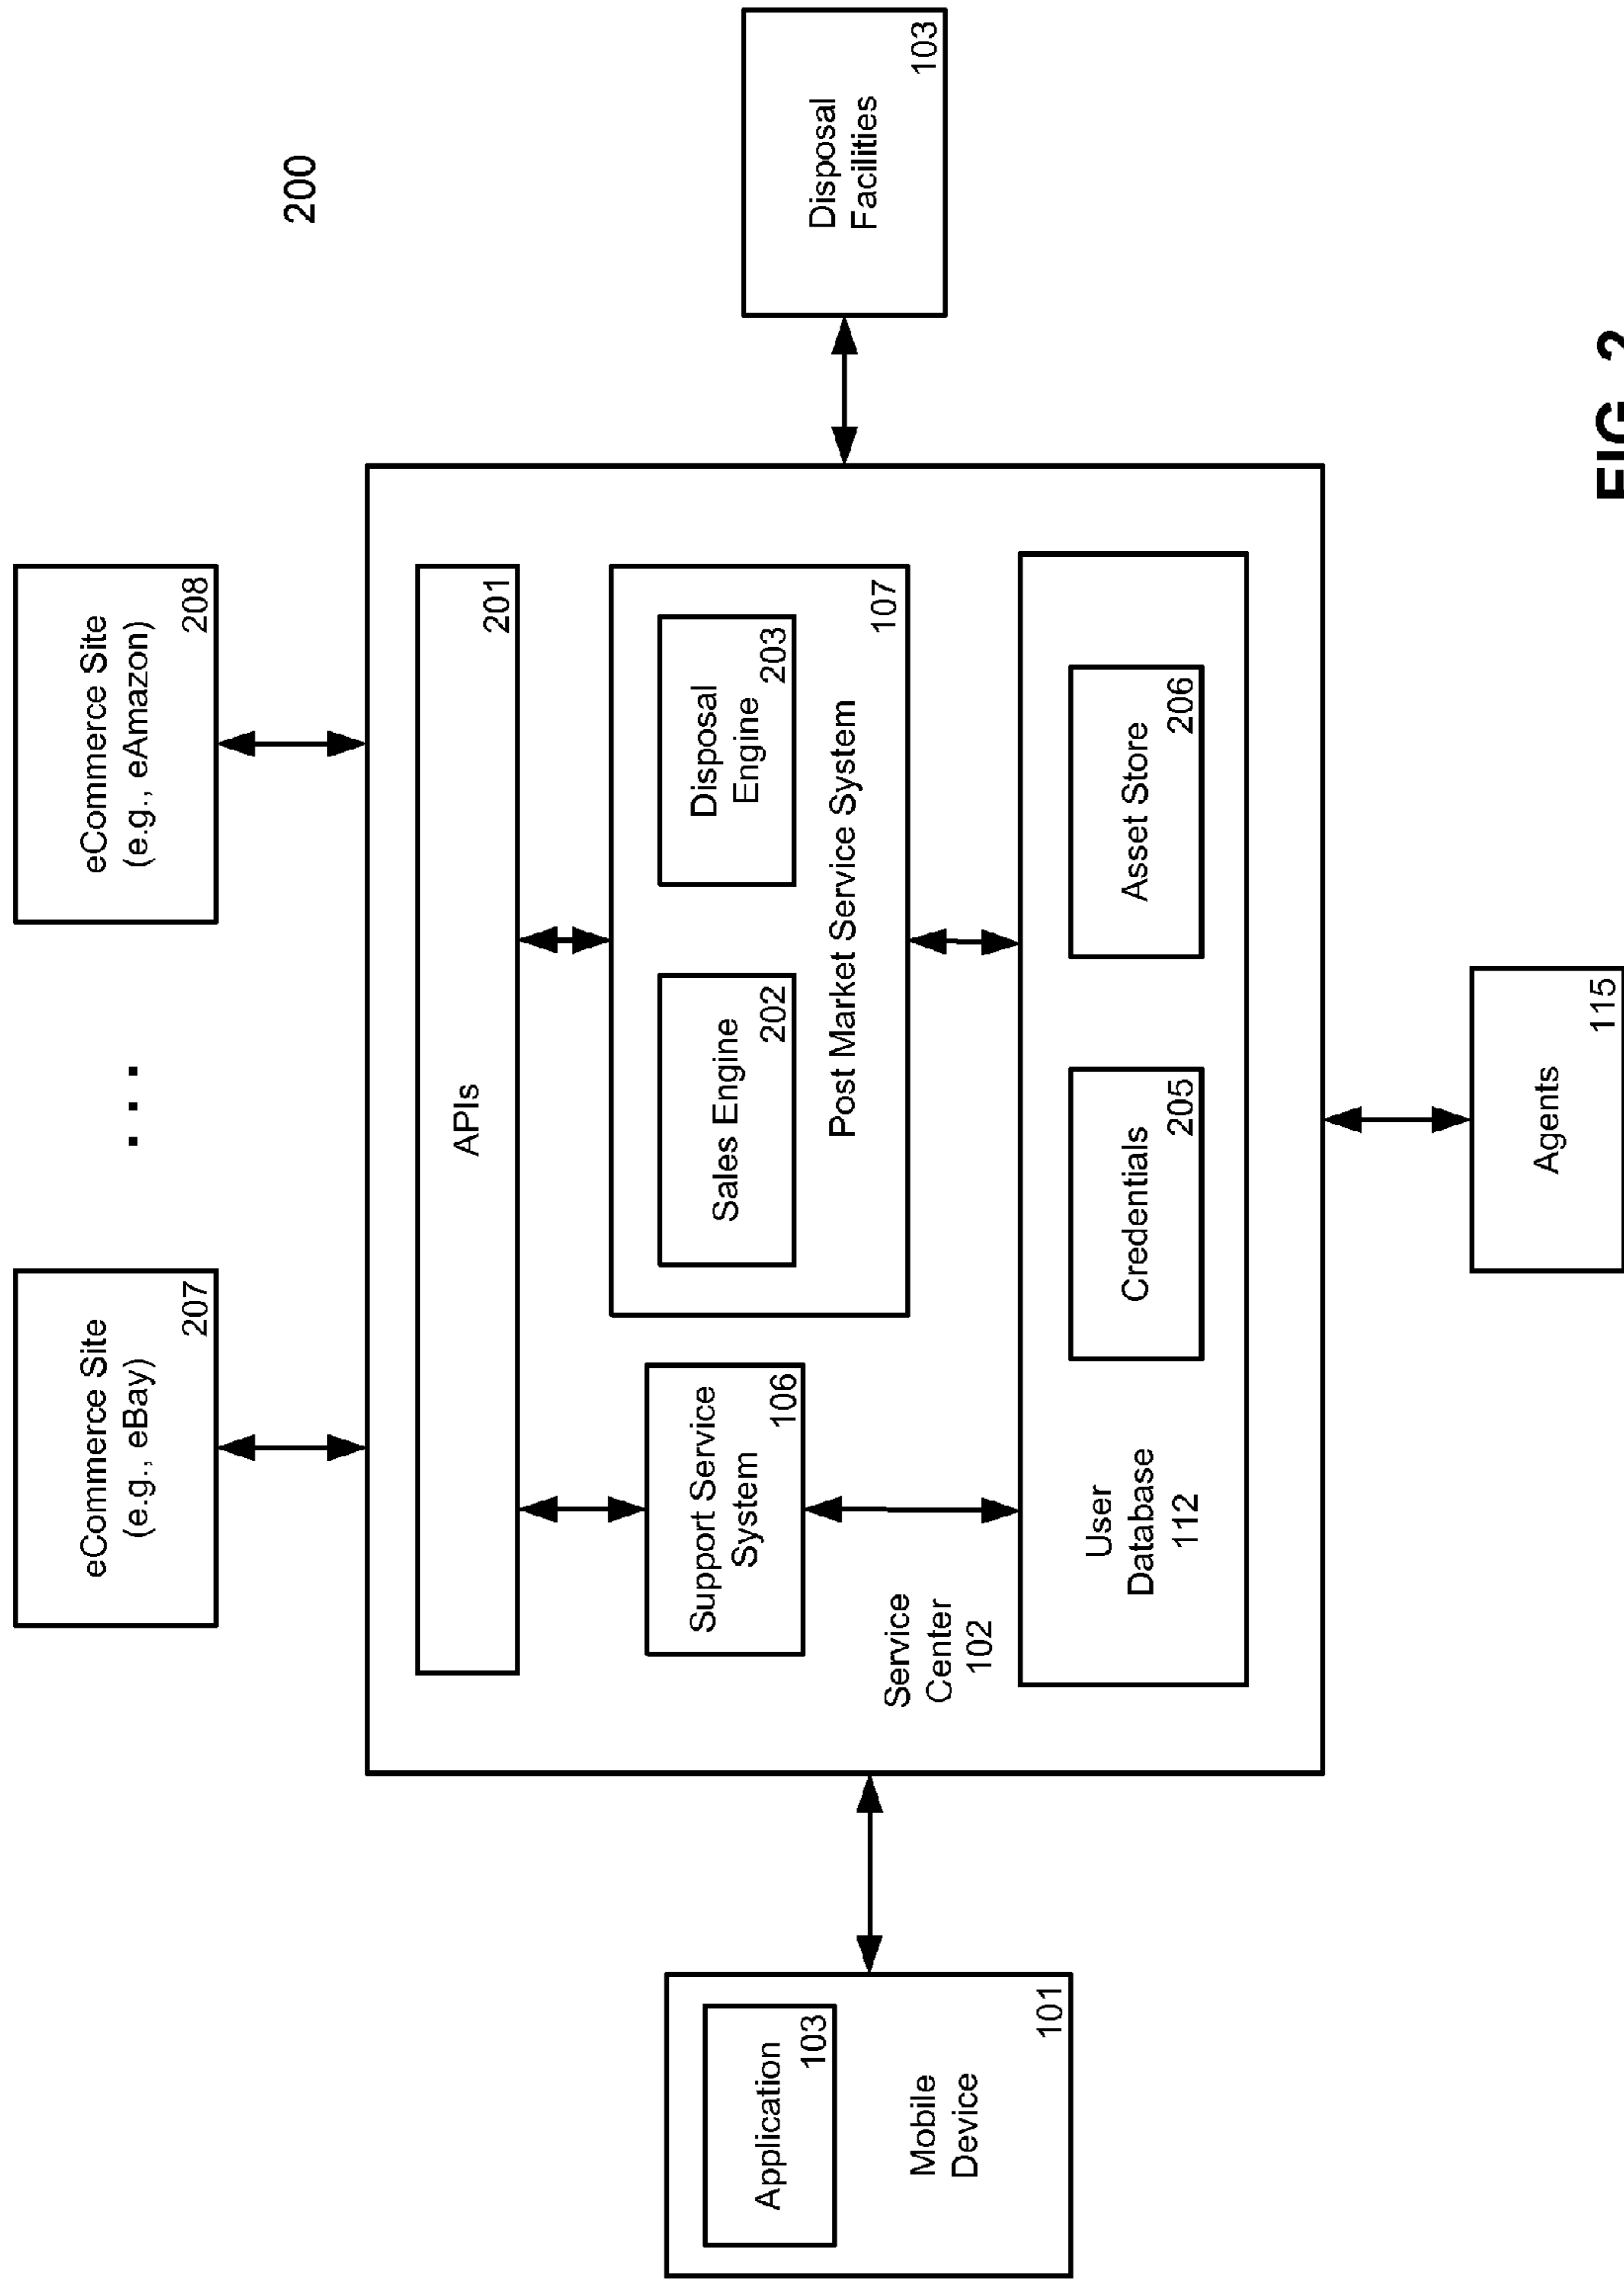 200
eCommerce Site
(e.g., eBay)
207
. . .
eCommerce Site
(e.g., eAmazon)
208
APIs
201
Support Service
System
106
Sales Engine
202
Disposal
Engine
203
Post Market Service System
107
Service
Center
102
User
Database
112
Credentials
205
Asset Store
206
Application
103
Mobile
Device
101
Disposal
Facilities
103
Agents
115
FIG. 2